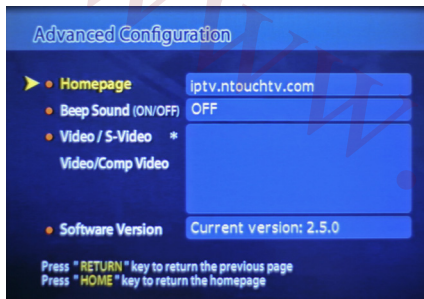 Advanced Configuration
Homepage iptv.ntouchtv.com
Beep Sound (ON/OFF) OFF
Video / S-Video *
Video/Comp Video
Software Version Current version: 2.5.0
Press "RETURN" key to return the previous page
Press "HOME" key to return the homepage